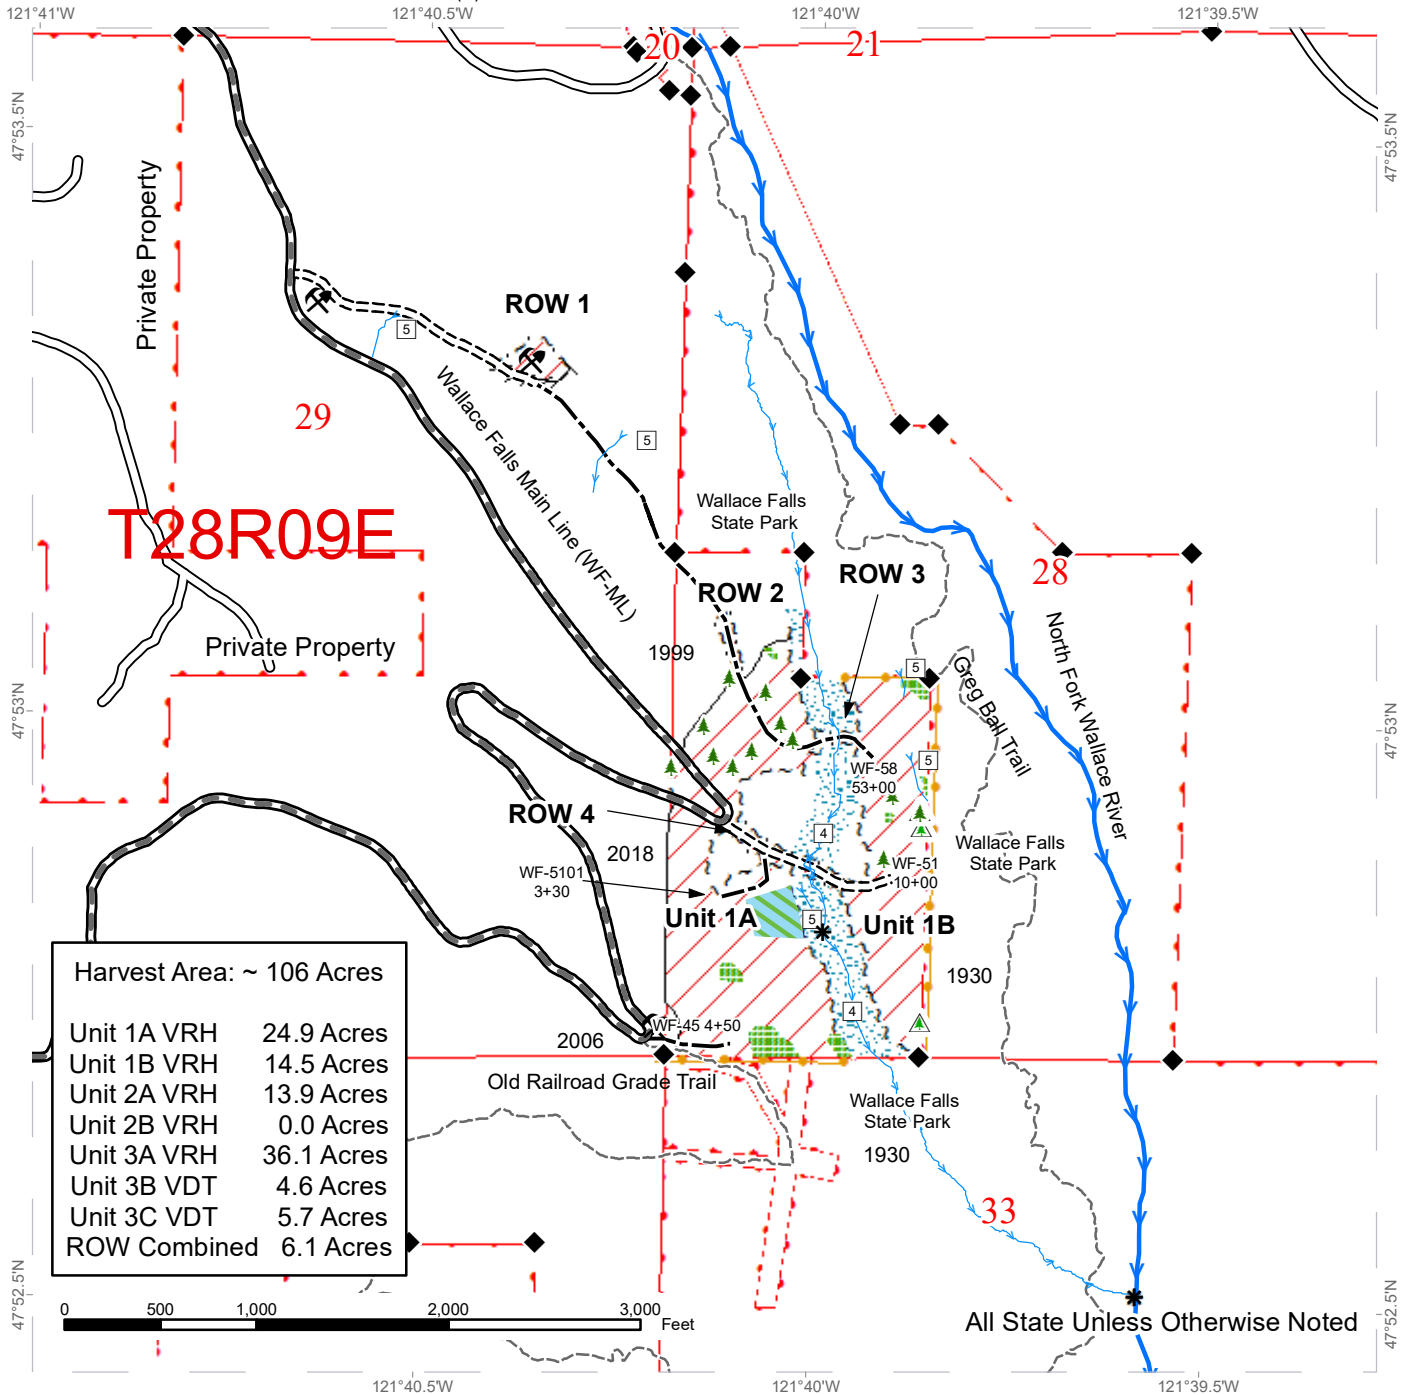 121°41'W
121°40.5'W
121°40'W
121°39.5'W
20
21
47°53.5'N
47°53.5'N
Private Property
ROW 1
5
Wallace Falls Main Line (WF-ML)
29
5
Wallace Falls
State Park
T28R09E
ROW 3
28
ROW 2
North Fork Wallace River
Private Property
1999
5
Greg Ball Trail
47°53'N
47°53'N
WF-58
53+00
5
ROW 4
4
Wallace Falls
State Park
2018
WF-51
10+00
WF-5101
3+30
Unit 1A
5
Unit 1B
1930
4
WF-45 4+50
2006
Old Railroad Grade Trail
Wallace Falls
State Park
1930
33
Harvest Area: ~ 106 Acres
Unit 1A VRH 24.9 Acres
Unit 1B VRH 14.5 Acres
Unit 2A VRH 13.9 Acres
Unit 2B VRH 0.0 Acres
Unit 3A VRH 36.1 Acres
Unit 3B VDT 4.6 Acres
Unit 3C VDT 5.7 Acres
ROW Combined 6.1 Acres
47°52.5'N
47°52.5'N
0 500 1,000 2,000 3,000
Feet
All State Unless Otherwise Noted
121°40.5'W
121°40'W
121°39.5'W